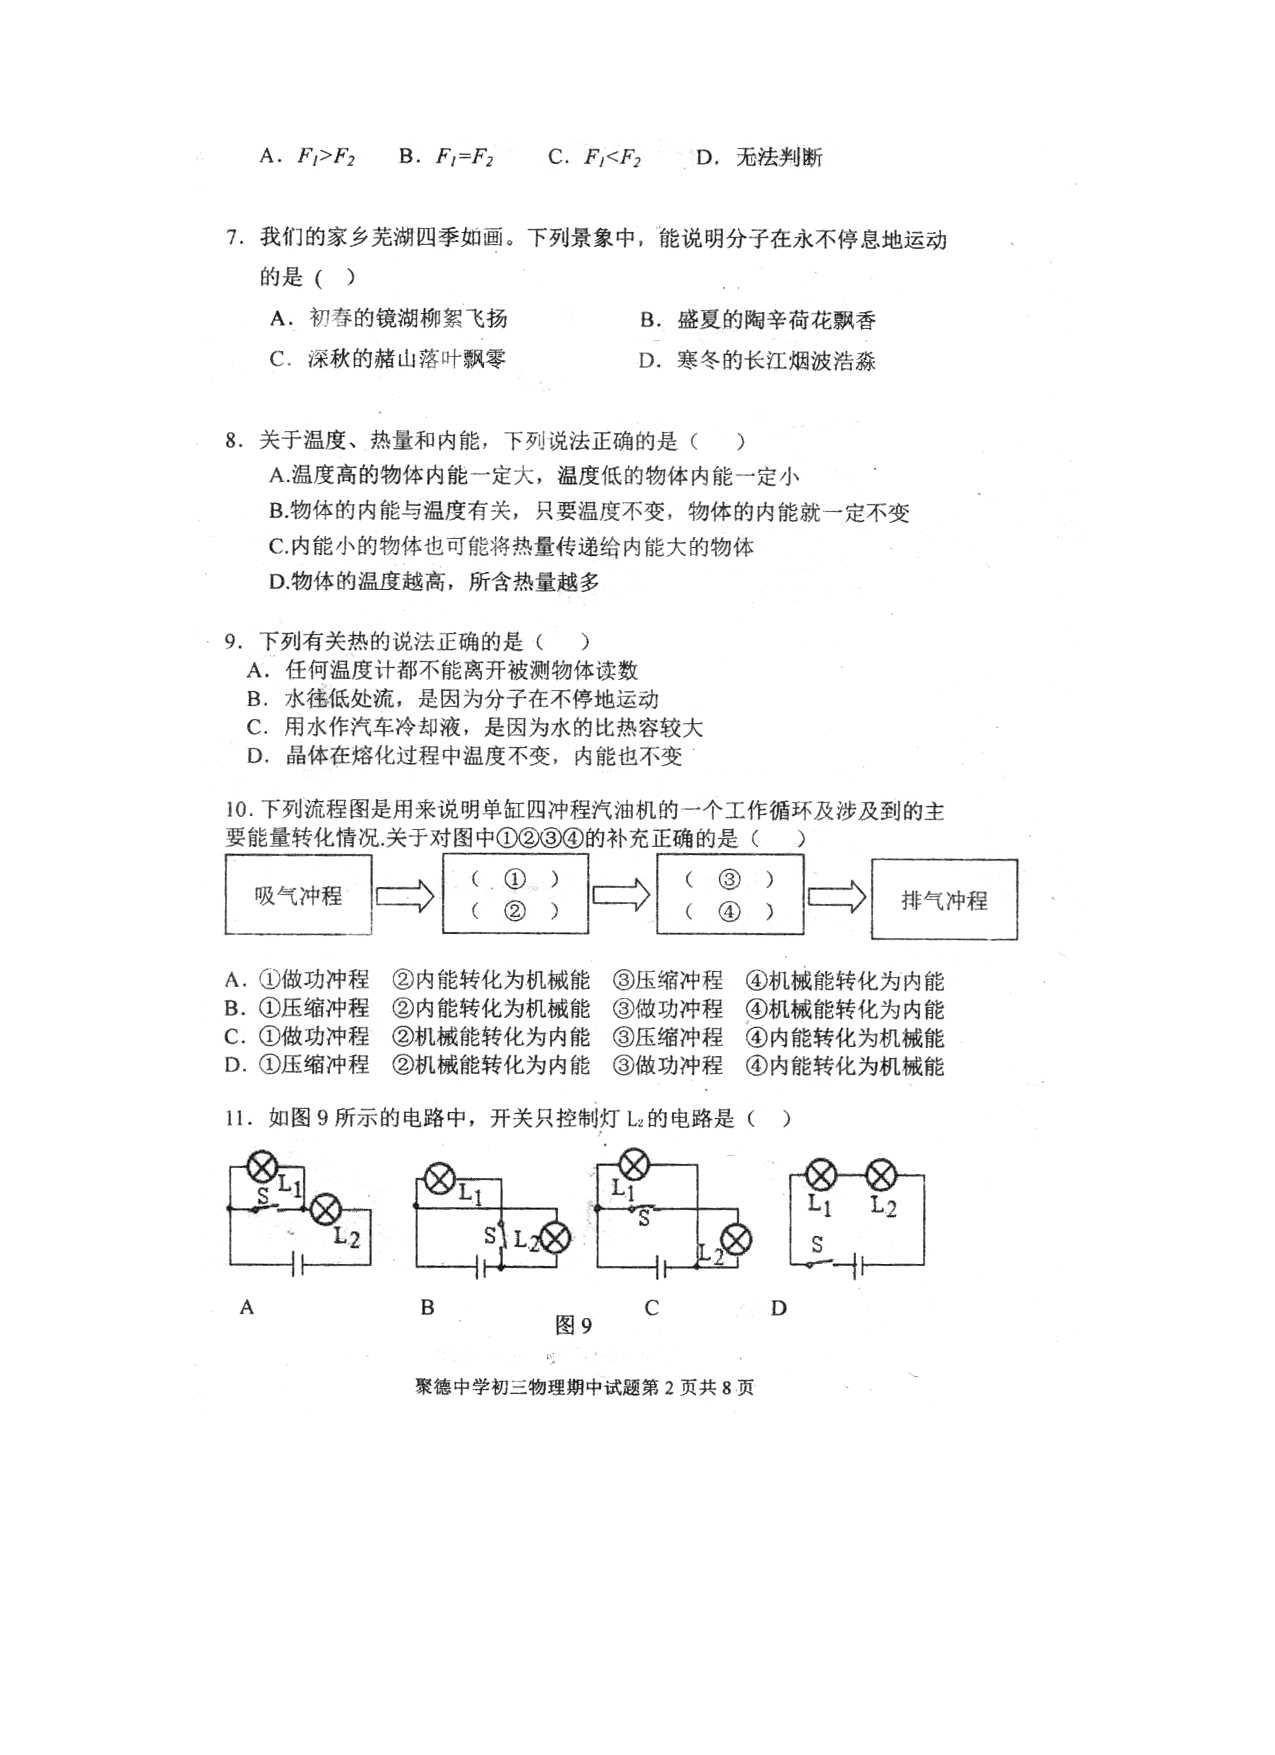 A．F1>F2 B．F1=F2 C．F1<F2 D．无法判断
7．我们的家乡芜湖四季如画。下列景象中，能说明分子在永不停息地运动
的是（ ）
A．初春的镜湖柳絮飞扬 B．盛夏的陶辛荷花飘香
C．深秋的赭山落叶飘零 D．寒冬的长江烟波浩淼
8．关于温度、热量和内能，下列说法正确的是（ ）
A.温度高的物体内能一定大，温度低的物体内能一定小
B.物体的内能与温度有关，只要温度不变，物体的内能就一定不变
C.内能小的物体也可能将热量传递给内能大的物体
D.物体的温度越高，所含热量越多
9．下列有关热的说法正确的是（ ）
A．任何温度计都不能离开被测物体读数
B．水往低处流，是因为分子在不停地运动
C．用水作汽车冷却液，是因为水的比热容较大
D．晶体在熔化过程中温度不变，内能也不变
10. 下列流程图是用来说明单缸四冲程汽油机的一个工作循环及涉及到的主
要能量转化情况.关于对图中①②③④的补充正确的是（ ）
吸气冲程 （ ① ） （ ③ ） 排气冲程
（ ② ） （ ④ ）
A．①做功冲程 ②内能转化为机械能 ③压缩冲程 ④机械能转化为内能
B．①压缩冲程 ②内能转化为机械能 ③做功冲程 ④机械能转化为内能
C．①做功冲程 ②机械能转化为内能 ③压缩冲程 ④内能转化为机械能
D．①压缩冲程 ②机械能转化为内能 ③做功冲程 ④内能转化为机械能
11．如图 9 所示的电路中，开关只控制灯 L2 的电路是（ ）
L1 S L2
L1 S L2
L1 S L2
L1 L2 S
A B C D
图 9
聚德中学初三物理期中试题第 2 页共 8 页